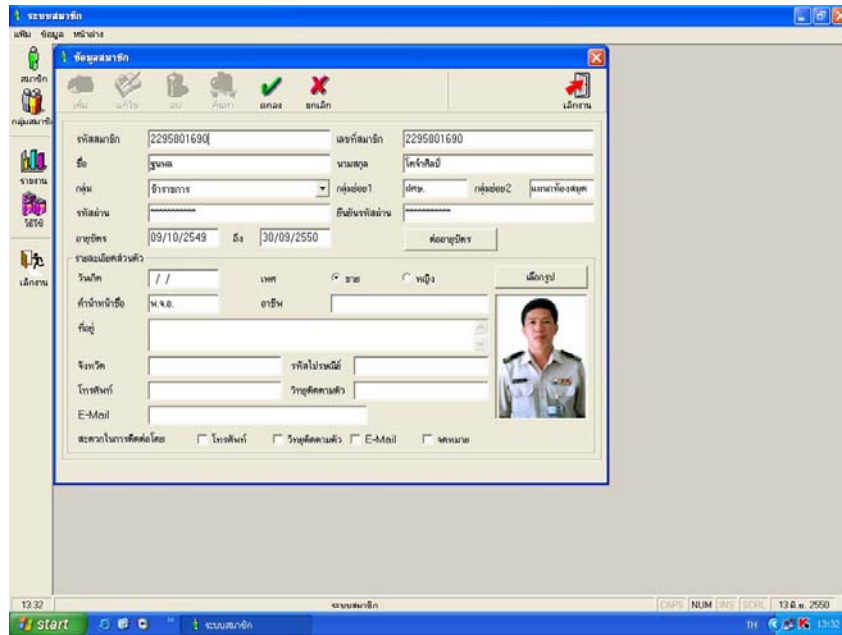 ระบบสมาชิก
แฟ้ม ข้อมูล หน้าต่าง
สมาชิก
กลุ่มสมาชิก
รายงาน
วิธีใช้
เลิกงาน
ข้อมูลสมาชิก
เพิ่ม แก้ไข ลบ ค้นหา ตกลง ยกเลิก เลิกงาน
รหัสสมาชิก 2295801690 เลขที่สมาชิก 2295801690
ชื่อ นามสกุล
กลุ่ม ข้าราชการ กลุ่มย่อย1 กลุ่มย่อย2 แผนกห้องสมุด
รหัสผ่าน *********** ยืนยันรหัสผ่าน ***********
อายุบัตร 09/10/2549 ถึง 30/09/2550 ต่ออายุบัตร
รายละเอียดส่วนตัว
วันเกิด / / เพศ ชาย หญิง เลือกรูป
คำนำหน้าชื่อ พ.จ.อ. อาชีพ
ที่อยู่
จังหวัด รหัสไปรษณีย์
โทรศัพท์ วิทยุติดตามตัว
E-Mail
สะดวกในการติดต่อโดย โทรศัพท์ วิทยุติดตามตัว E-Mail จดหมาย
13:32 ระบบสมาชิก CAPS NUM INS SCRL 13 มิ.ย. 2550
start ระบบสมาชิก TH 13:32